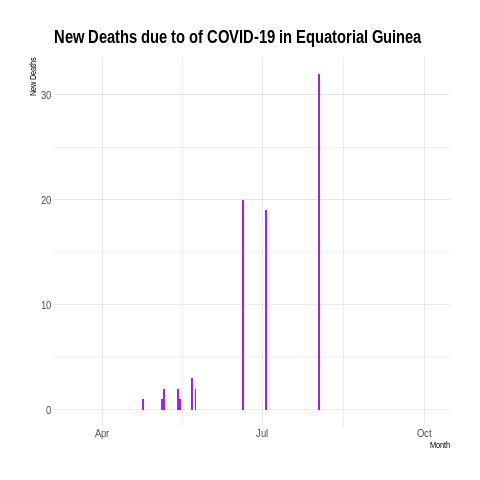 New Deaths due to of COVID-19 in Equatorial Guinea
New Deaths
30
20
10
0
Apr
Jul
Oct
Month